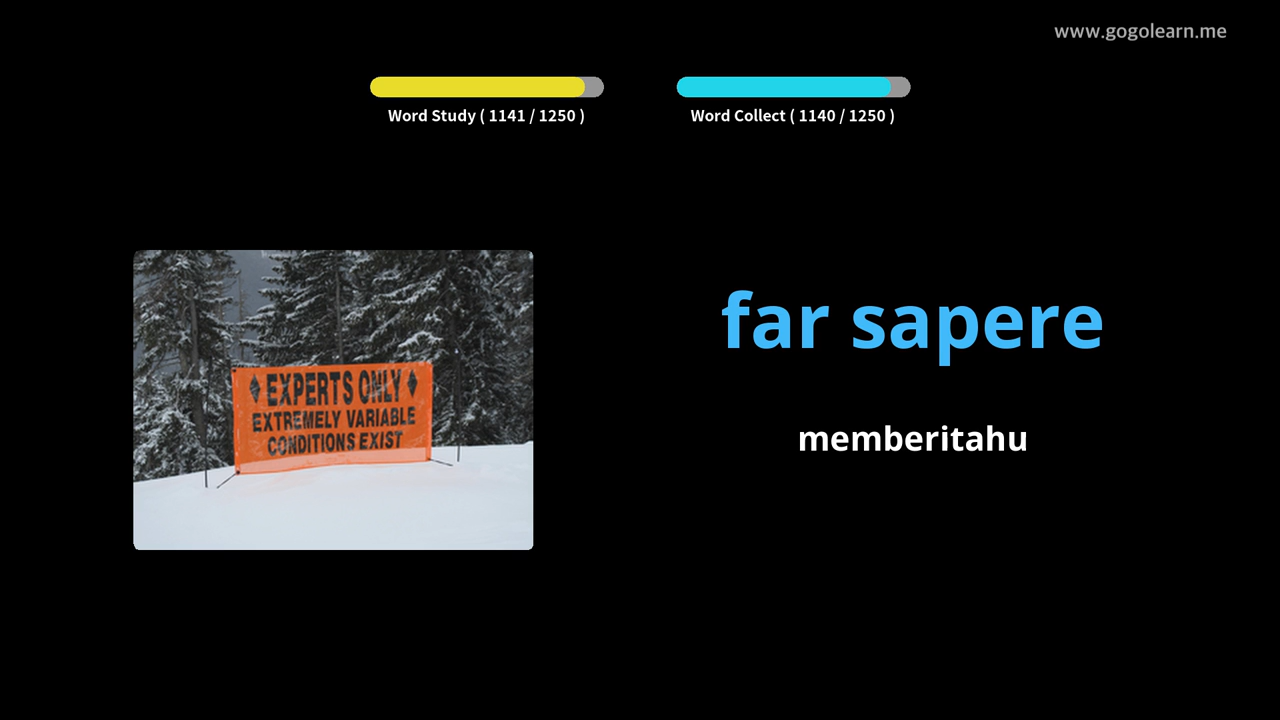 www.gogolearn.me
Word Study ( 1141 / 1250 )
Word Collect ( 1140 / 1250 )
EXPERTS ONLY
EXTREMELY VARIABLE
CONDITIONS EXIST
far sapere
memberitahu